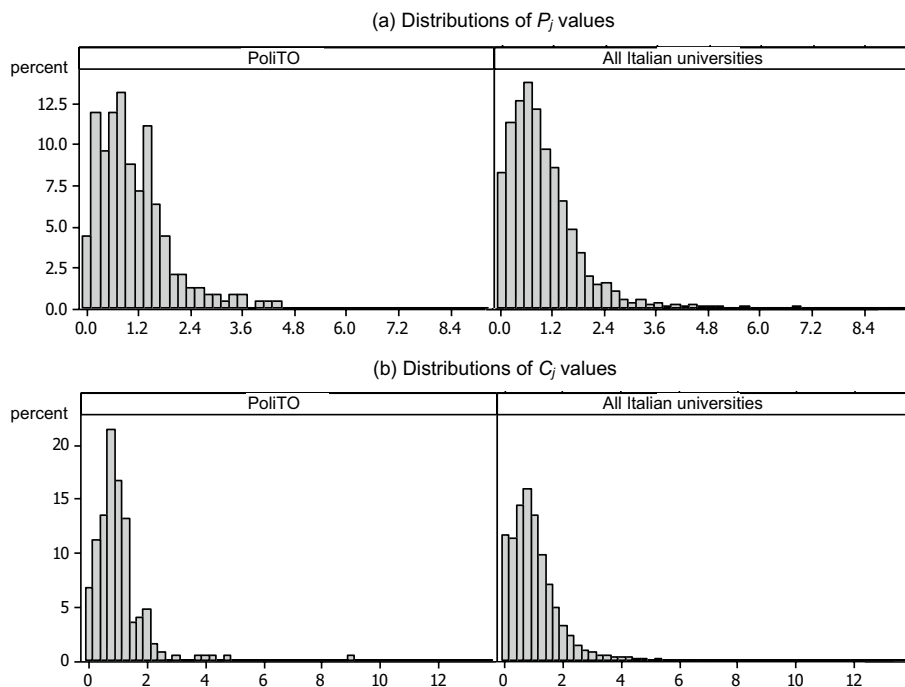 (a) Distributions of Pj values
percent
PoliTO
All Italian universities
12.5
10.0
7.5
5.0
2.5
0.0
0.0 1.2 2.4 3.6 4.8 6.0 7.2 8.4
0.0 1.2 2.4 3.6 4.8 6.0 7.2 8.4
(b) Distributions of Cj values
percent
PoliTO
All Italian universities
20
15
10
5
0
0 2 4 6 8 10 12
0 2 4 6 8 10 12